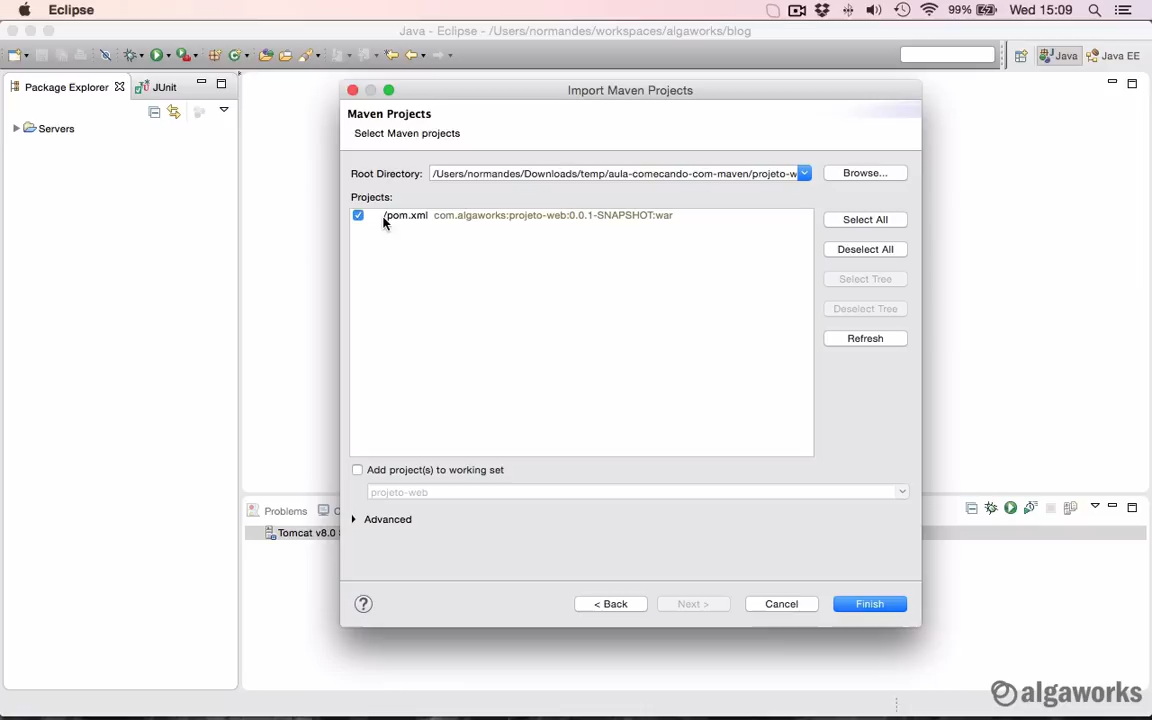 Eclipse
99%
Wed 15:09
Java - Eclipse - /Users/normandes/workspaces/algaworks/blog
Java
Java EE
Package Explorer
JUnit
Servers
Import Maven Projects
Maven Projects
Select Maven projects
Root Directory:
/Users/normandes/Downloads/temp/aula-comecando-com-maven/projeto-w
Browse...
Projects:
/pom.xml com.algaworks:projeto-web:0.0.1-SNAPSHOT:war
Select All
Deselect All
Select Tree
Deselect Tree
Refresh
Add project(s) to working set
projeto-web
Advanced
Problems
C
Tomcat v8.0
?
< Back
Next >
Cancel
Finish
algaworks